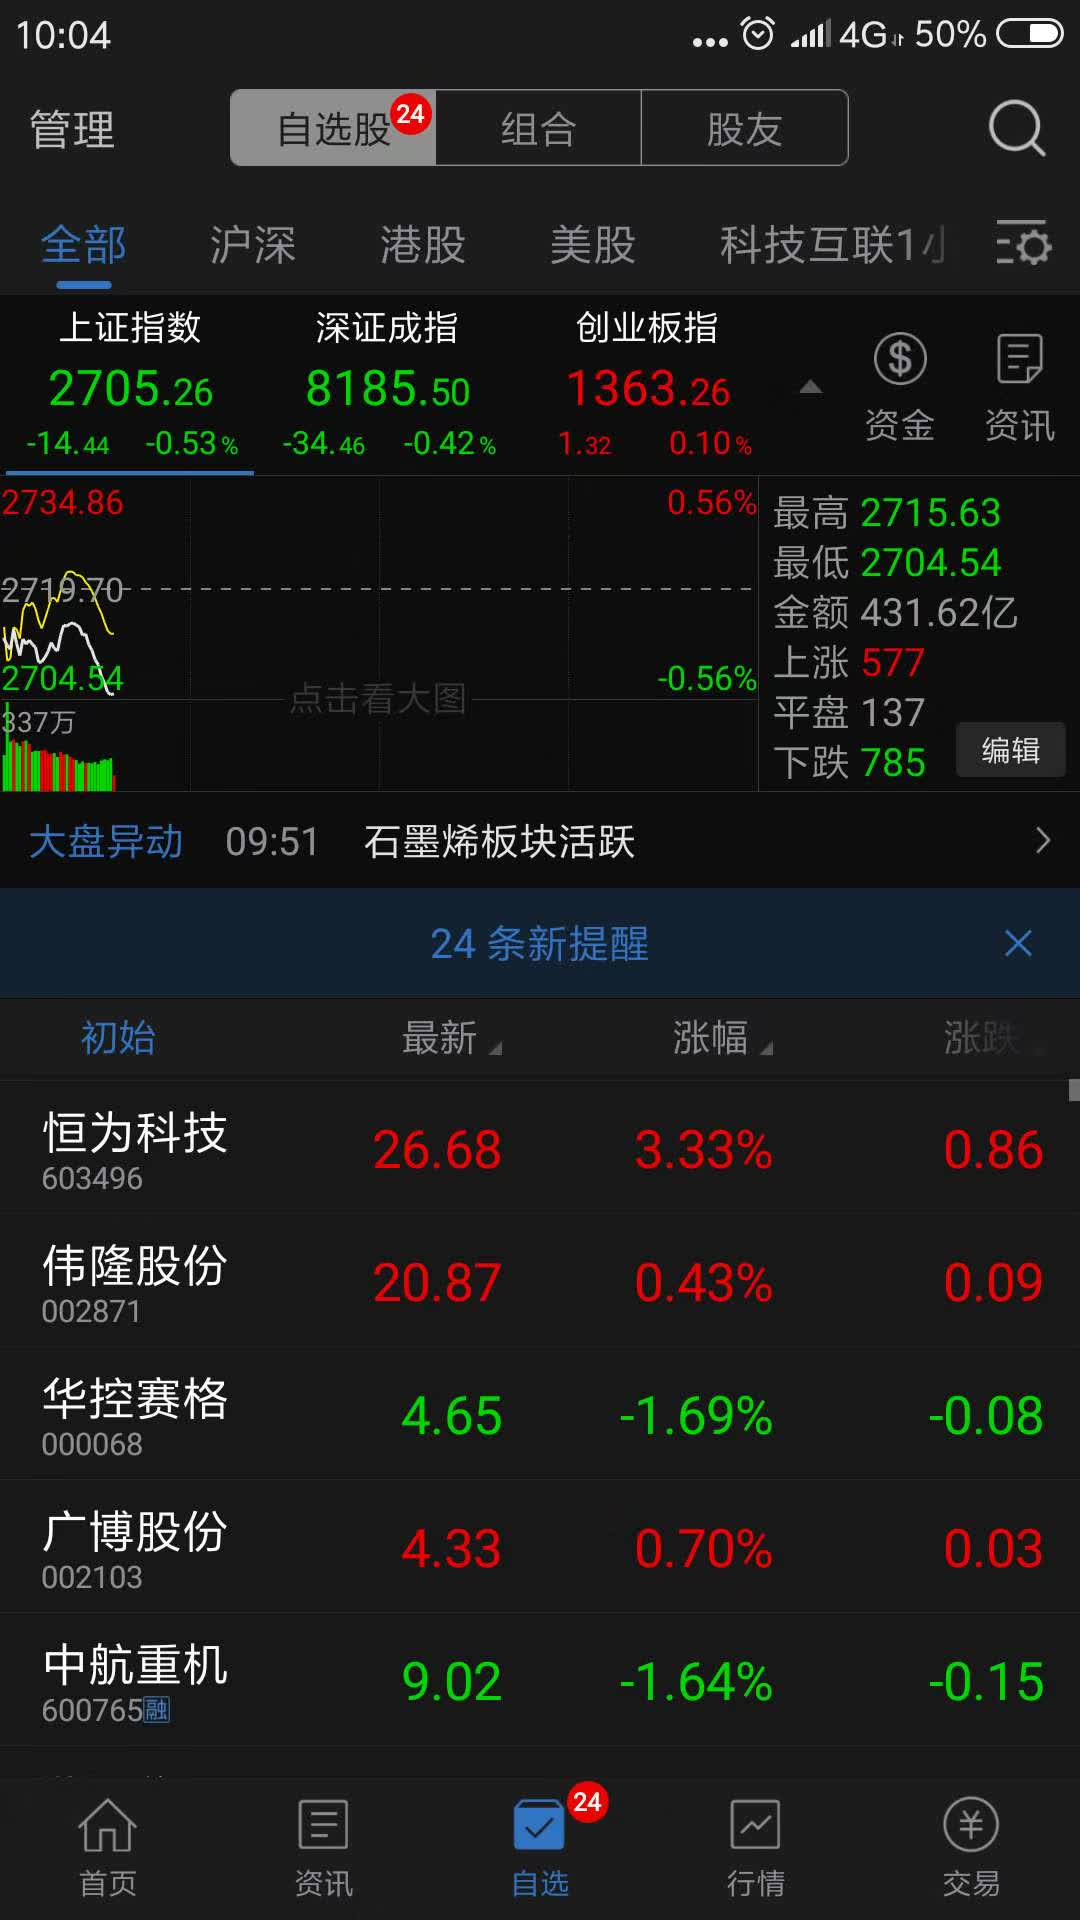 10:04 ... 4G 50%
管理 自选股 24 组合 股友
全部 沪深 港股 美股 科技互联1小
上证指数 深证成指 创业板指
2705.26 8185.50 1363.26
-14.44 -0.53% -34.46 -0.42% 1.32 0.10%
资金 资讯
2734.86 0.56%
2719.70
2704.54 -0.56%
点击看大图
337万
最高 2715.63
最低 2704.54
金额 431.62亿
上涨 577
平盘 137
下跌 785
编辑
大盘异动 09:51 石墨烯板块活跃
24 条新提醒
初始 最新 涨幅 涨跌
恒为科技 26.68 3.33% 0.86
603496
伟隆股份 20.87 0.43% 0.09
002871
华控赛格 4.65 -1.69% -0.08
000068
广博股份 4.33 0.70% 0.03
002103
中航重机 9.02 -1.64% -0.15
600765 融
24
首页 资讯 自选 行情 交易